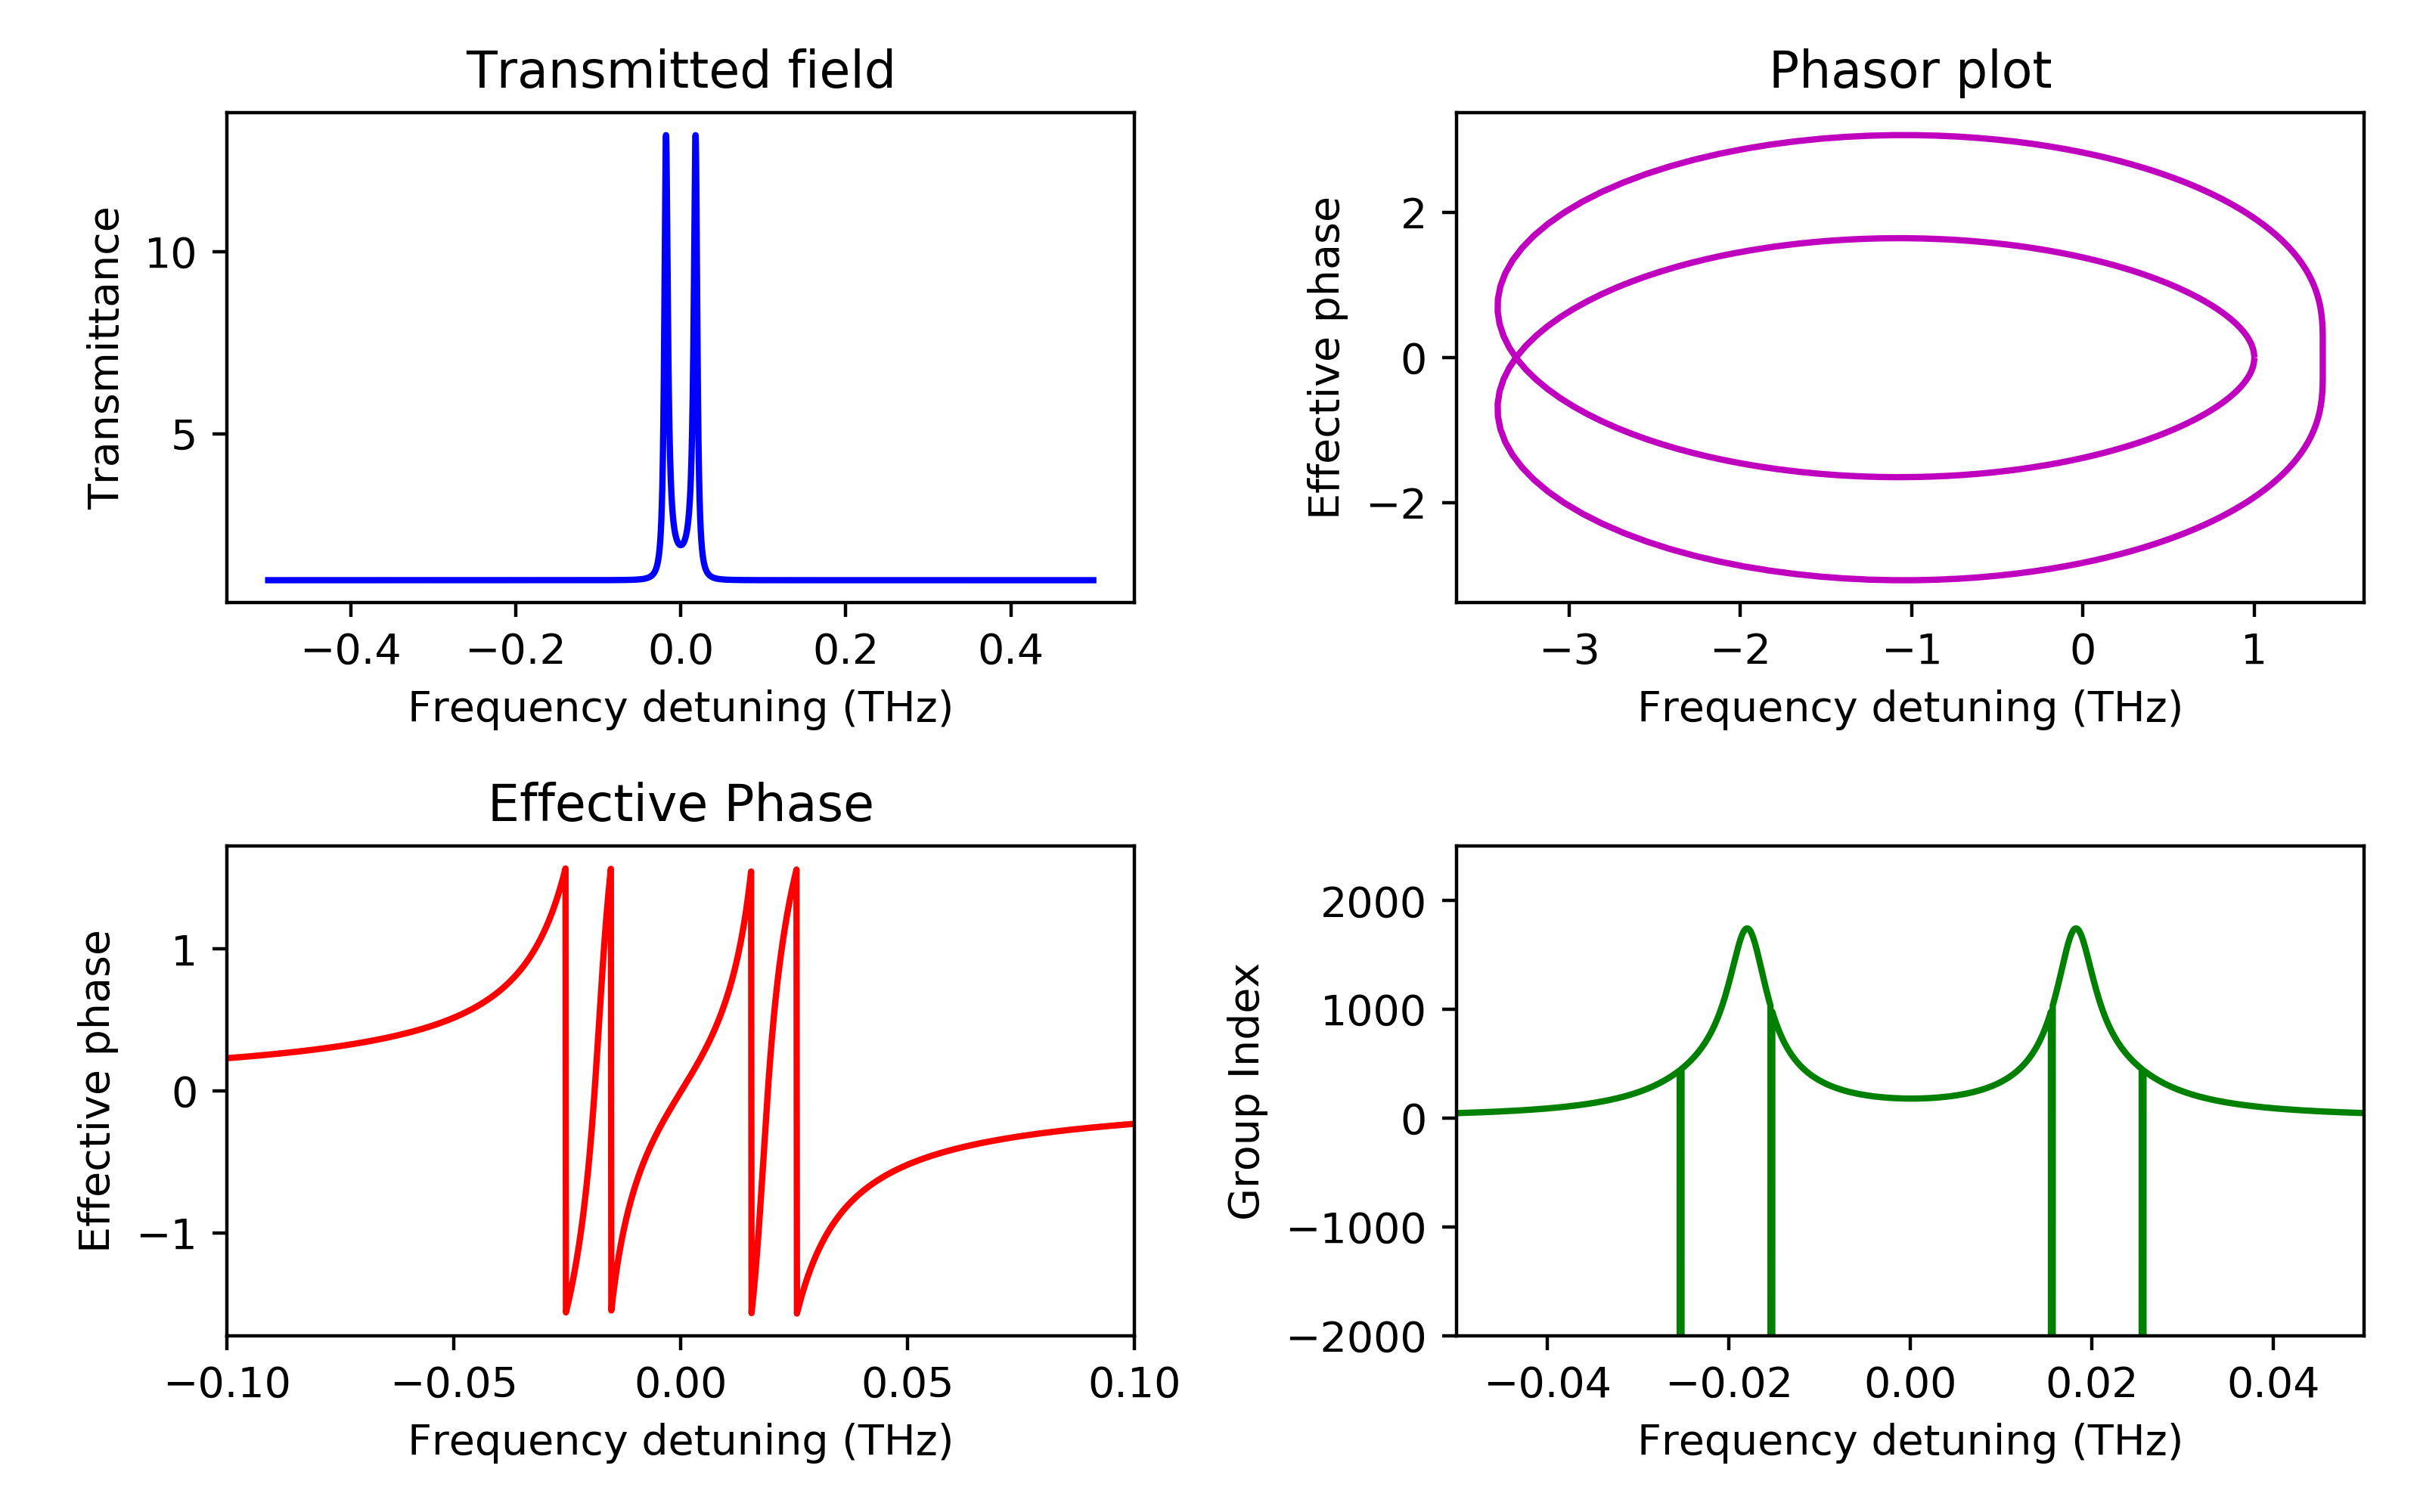 Transmitted field
Transmittance
10
5
−0.4 −0.2 0.0 0.2 0.4
Frequency detuning (THz)
Phasor plot
Effective phase
2
0
−2
−3 −2 −1 0 1
Frequency detuning (THz)
Effective Phase
Effective phase
1
0
−1
−0.10 −0.05 0.00 0.05 0.10
Frequency detuning (THz)
Group Index
2000
1000
0
−1000
−2000
−0.04 −0.02 0.00 0.02 0.04
Frequency detuning (THz)